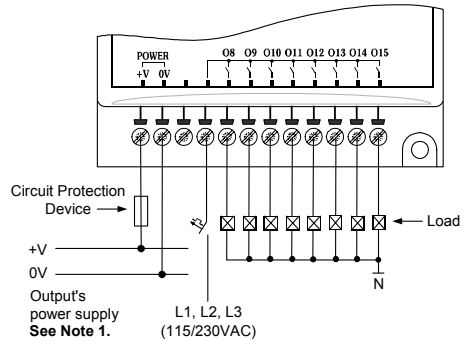 POWER O8 O9 O10 O11 O12 O13 O14 O15
+V 0V
Circuit Protection
Device
Load
+V
0V
N
Output's
power supply
See Note 1.
L1, L2, L3
(115/230VAC)